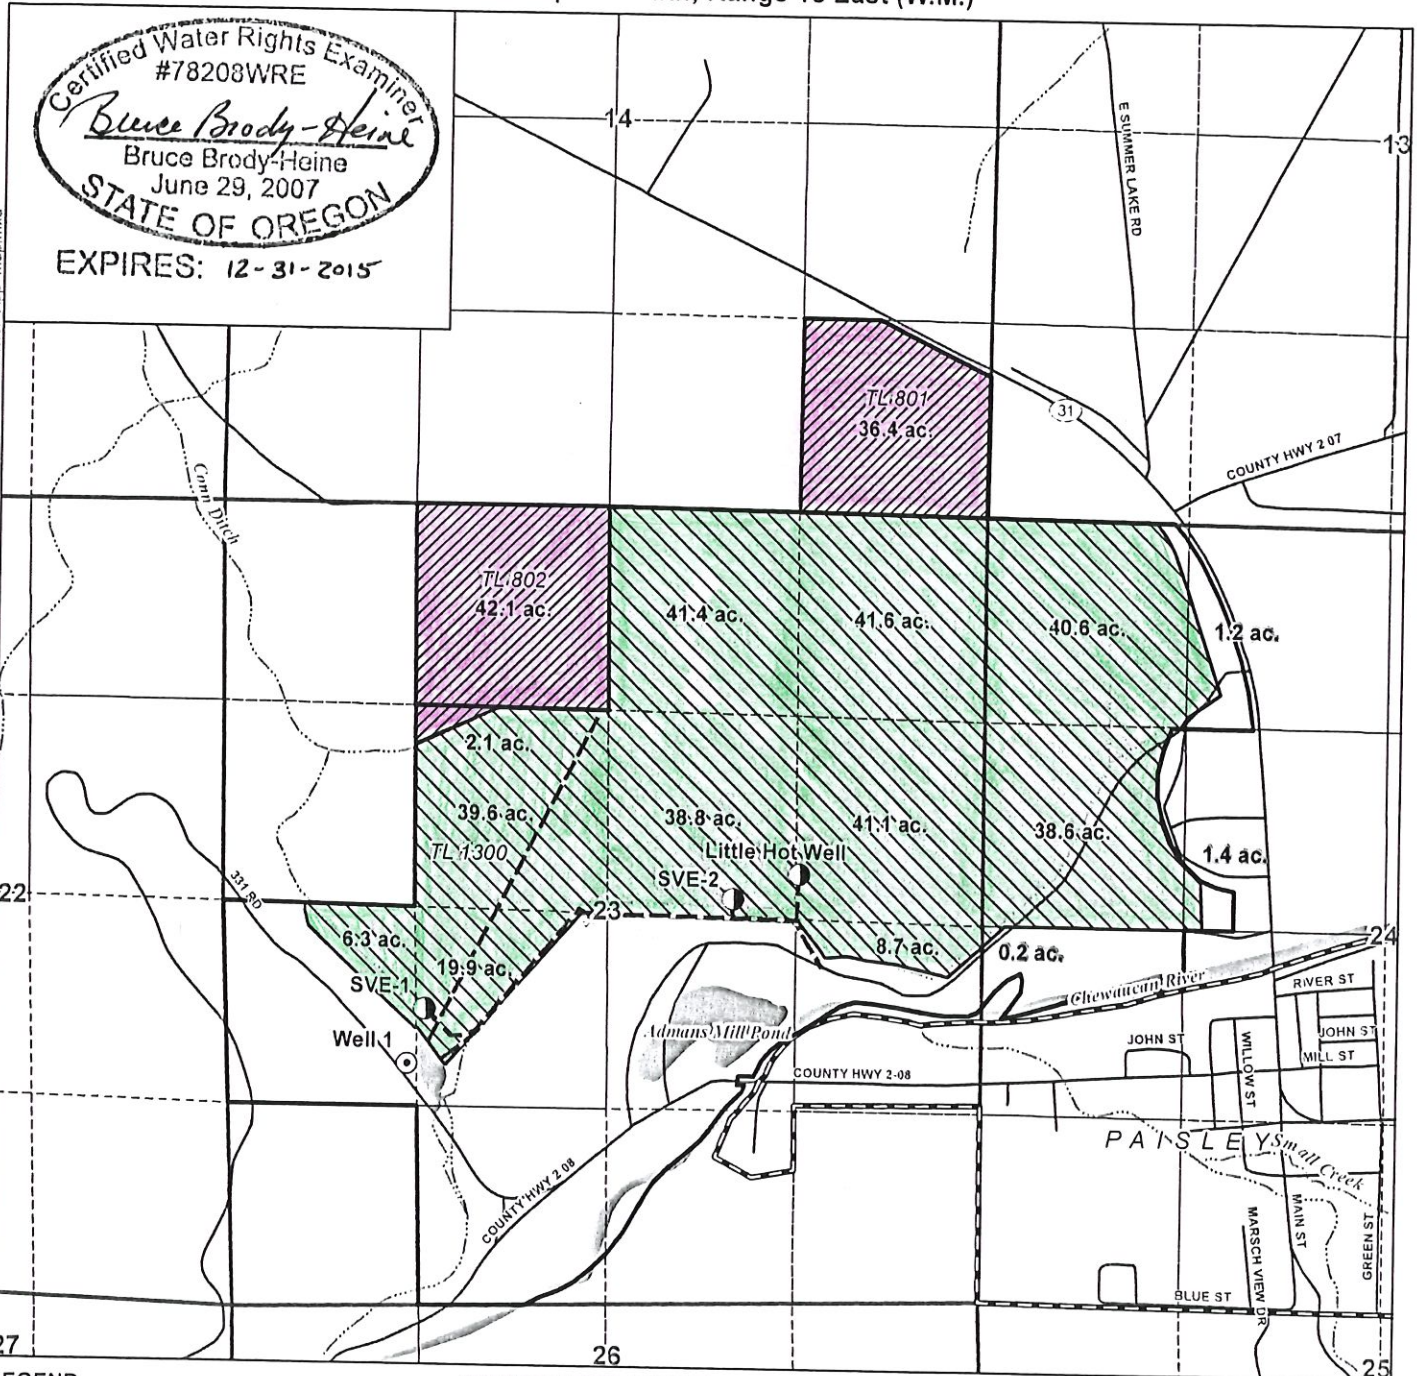 Range 18 East (W.M.)
Certified Water Rights Examiner
#78208WRE
Bruce Brody-Heine
Bruce Brody-Heine
June 29, 2007
STATE OF OREGON
EXPIRES: 12-31-2015
14
13
E SUMMER LAKE RD
TL 801
36.4 ac.
31
COUNTY HWY 2 07
Conn Ditch
TL 802
42.1 ac.
41.4 ac.
41.6 ac.
40.6 ac.
1.2 ac.
2.1 ac.
39.6 ac.
38.8 ac.
41.1 ac.
38.6 ac.
TL 1300
Little Hot Well
1.4 ac.
SVE-2
331 RD
22
23
24
6.3 ac.
19.9 ac.
8.7 ac.
0.2 ac.
SVE-1
Chewaucan River
RIVER ST
Well 1
Admans Mill Pond
JOHN ST
JOHN ST
MILL ST
WILLOW ST
COUNTY HWY 2-08
PAISLEY
Small Creek
COUNTY HWY 2 08
MARSCH VIEW DR
MAIN ST
GREEN ST
BLUE ST
27
26
25